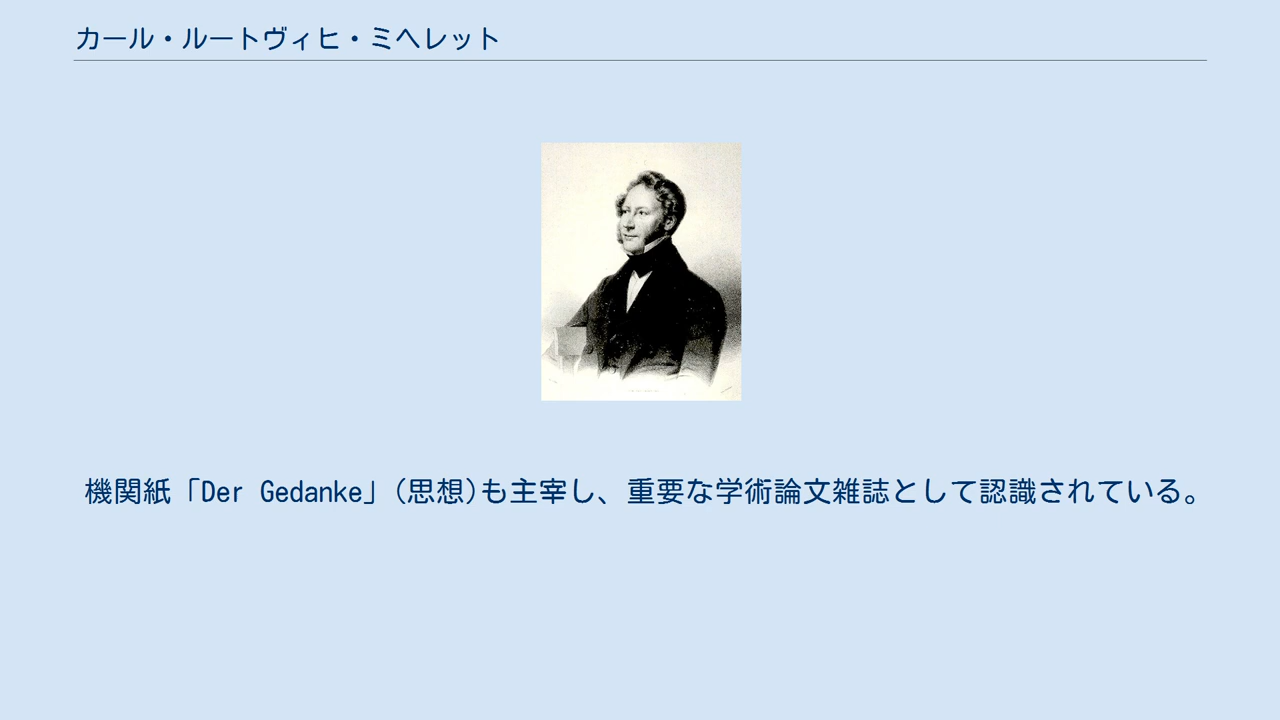 カール・ルートヴィヒ・ミヘレット
機関紙「Der Gedanke」(思想)も主宰し、重要な学術論文雑誌として認識されている。